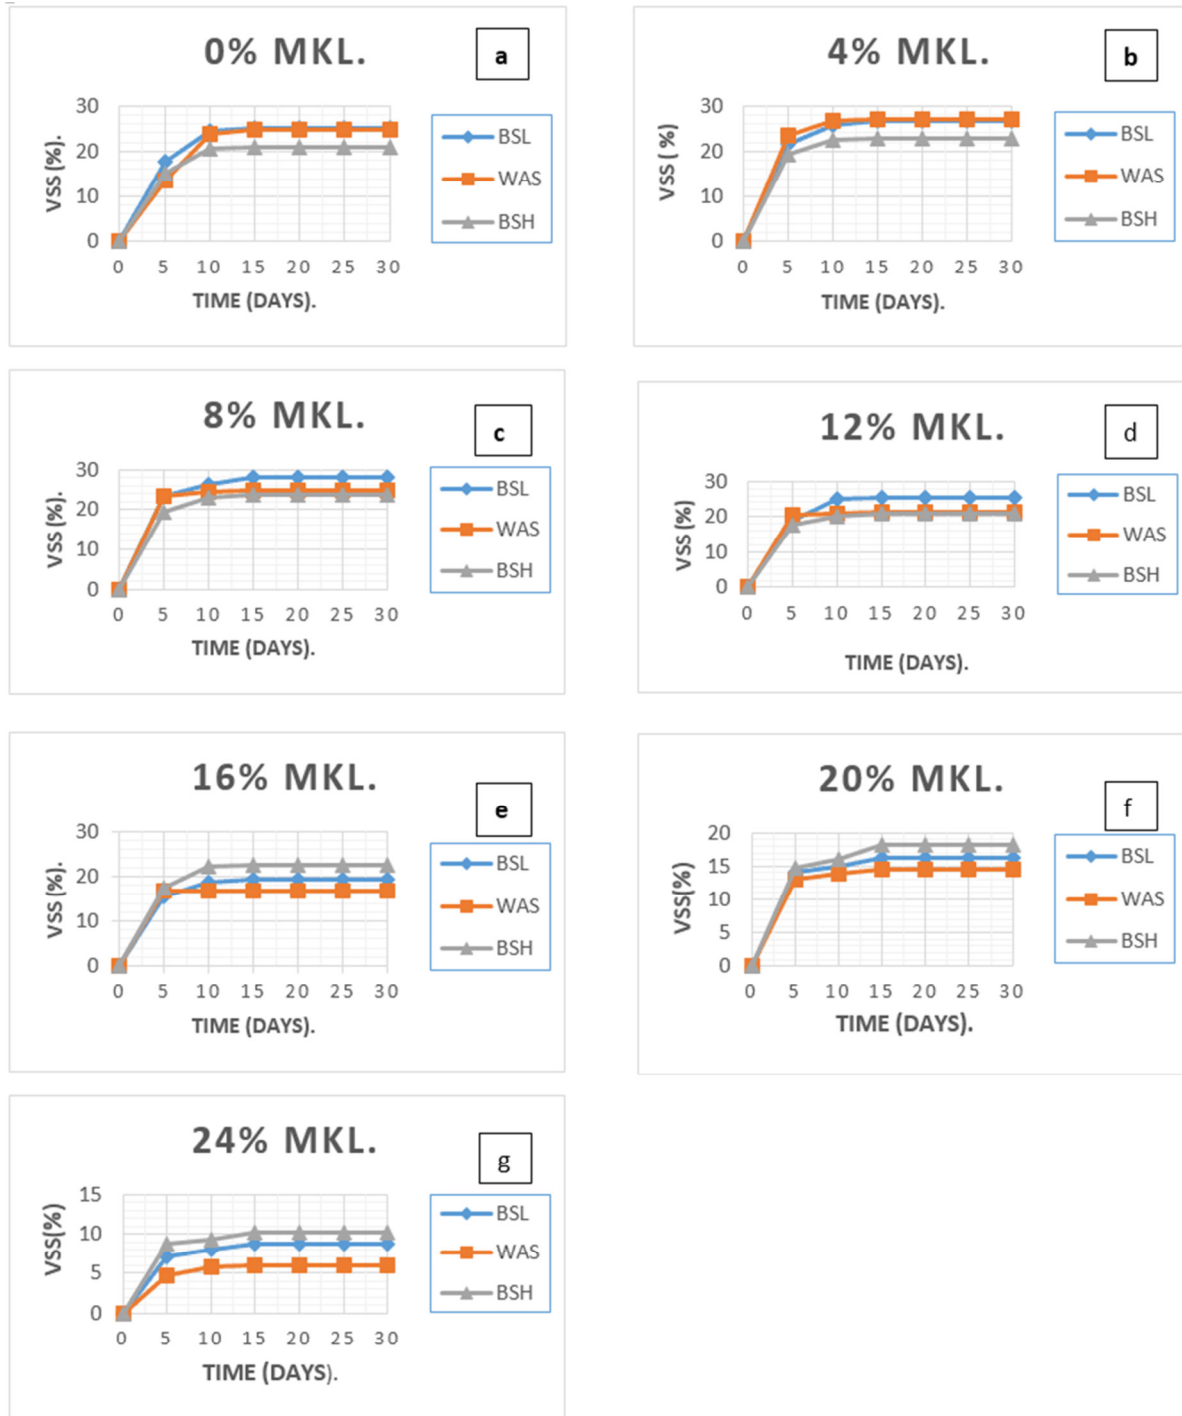 0% MKL.
a
30
20
10
0
VSS (%).
0 5 10 15 20 25 30
TIME (DAYS).
BSL
WAS
BSH
4% MKL.
b
30
20
10
0
VSS ( %)
0 5 10 15 20 25 30
TIME (DAYS).
BSL
WAS
BSH
8% MKL.
c
30
20
10
0
VSS (%).
0 5 10 15 20 25 30
TIME (DAYS).
BSL
WAS
BSH
12% MKL.
d
30
20
10
0
VSS (%)
0 5 10 15 20 25 30
TIME (DAYS).
BSL
WAS
BSH
16% MKL.
e
30
20
10
0
VSS (%).
0 5 10 15 20 25 30
TIME (DAYS).
BSL
WAS
BSH
20% MKL.
f
20
15
10
5
0
VSS(%)
0 5 10 15 20 25 30
TIME (DAYS).
BSL
WAS
BSH
24% MKL.
g
15
10
5
0
VSS(%)
0 5 10 15 20 25 30
TIME (DAYS).
BSL
WAS
BSH